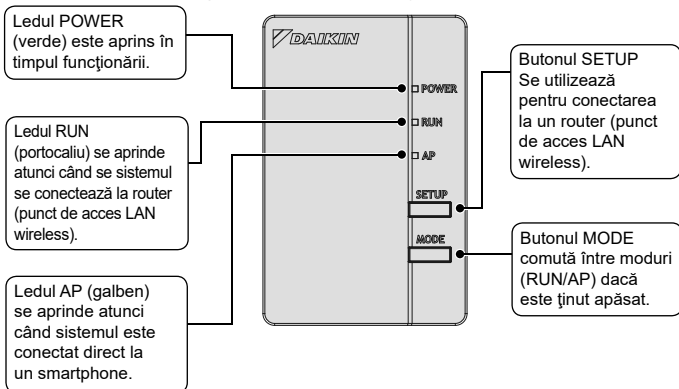 Ledul POWER
(verde) este aprins în
timpul funcţionării.
Ledul RUN
(portocaliu) se aprinde
atunci când se sistemul
se conectează la router
(punct de acces LAN
wireless).
Ledul AP (galben)
se aprinde atunci
când sistemul este
conectat direct la
un smartphone.
DAIKIN
POWER
RUN
AP
SETUP
MODE
Butonul SETUP
Se utilizează
pentru conectarea
la un router (punct
de acces LAN
wireless).
Butonul MODE
comută între moduri
(RUN/AP) dacă
este ţinut apăsat.